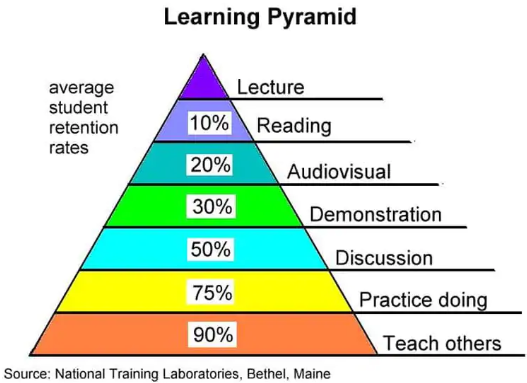 Learning Pyramid
average
student
retention
rates
Lecture
10% Reading
20% Audiovisual
30% Demonstration
50% Discussion
75% Practice doing
90% Teach others
Source: National Training Laboratories, Bethel, Maine